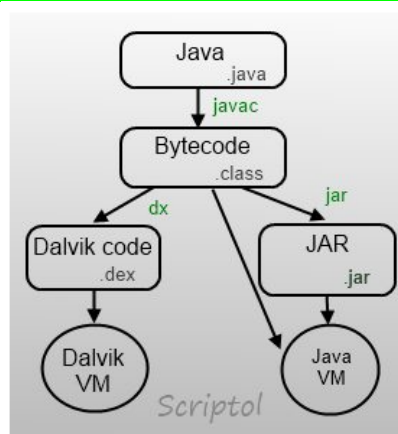 Java
.java
javac
Bytecode
.class
dx
jar
Dalvik code
.dex
JAR
.jar
Dalvik
VM
Java
VM
Scriptol